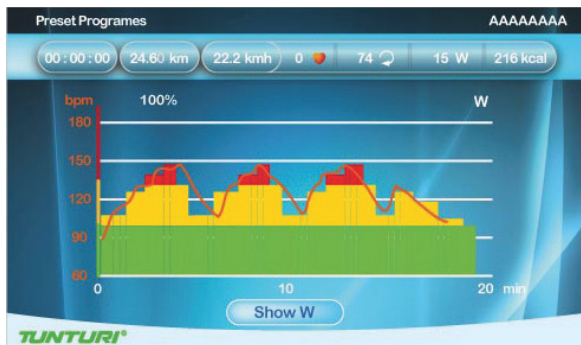 Preset Programes AAAAAAAA
00 : 00 : 00 24.60 km 22.2 kmh 0 74 15 W 216 kcal
bpm 100% W
180
150
120
90
60
0 10 20 min
Show W
TUNTURI®